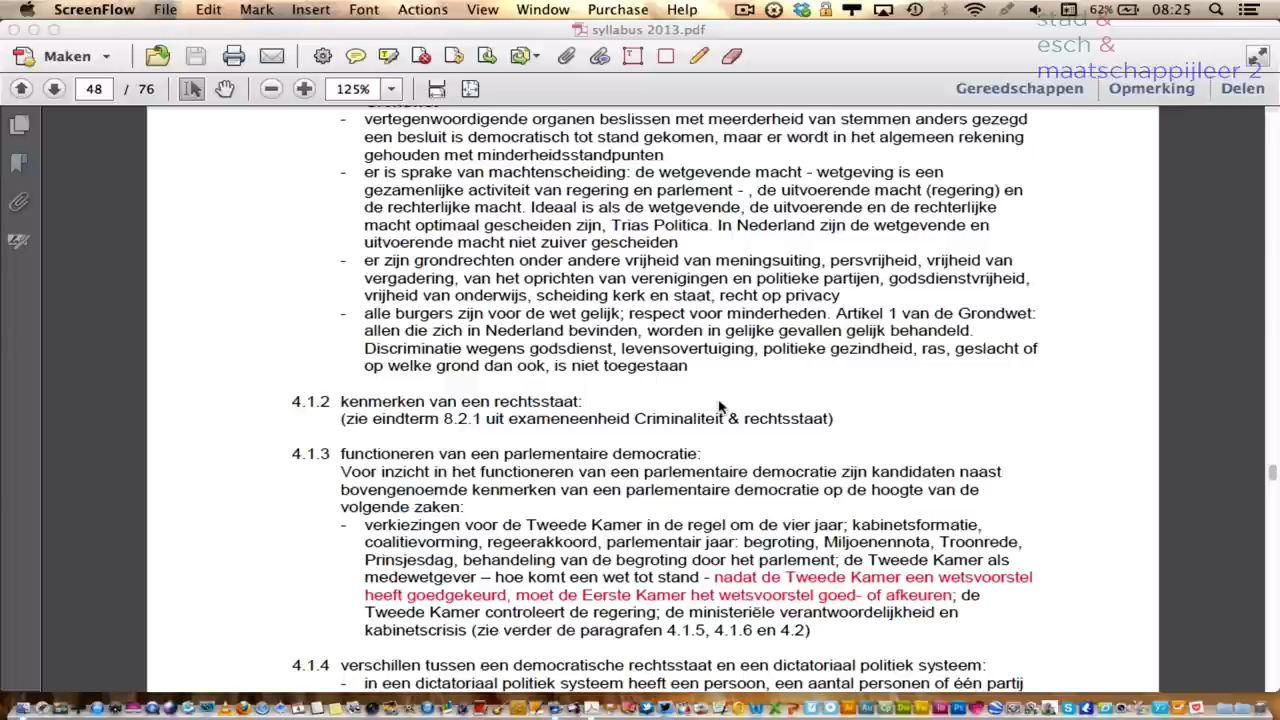 ScreenFlow File Edit Mark Insert Font Actions View Window Purchase Help 62% 08:25
stad &
esch &
maatschappijleer 2
syllabus 2013.pdf
Maken
48 / 76 125% Gereedschappen Opmerking Delen
- vertegenwoordigende organen beslissen met meerderheid van stemmen anders gezegd
een besluit is democratisch tot stand gekomen, maar er wordt in het algemeen rekening
gehouden met minderheidsstandpunten
- er is sprake van machtenscheiding: de wetgevende macht - wetgeving is een
gezamenlijke activiteit van regering en parlement - , de uitvoerende macht (regering) en
de rechterlijke macht. Ideaal is als de wetgevende, de uitvoerende en de rechterlijke
macht optimaal gescheiden zijn, Trias Politica. In Nederland zijn de wetgevende en
uitvoerende macht niet zuiver gescheiden
- er zijn grondrechten onder andere vrijheid van meningsuiting, persvrijheid, vrijheid van
vergadering, van het oprichten van verenigingen en politieke partijen, godsdienstvrijheid,
vrijheid van onderwijs, scheiding kerk en staat, recht op privacy
- alle burgers zijn voor de wet gelijk; respect voor minderheden. Artikel 1 van de Grondwet:
allen die zich in Nederland bevinden, worden in gelijke gevallen gelijk behandeld.
Discriminatie wegens godsdienst, levensovertuiging, politieke gezindheid, ras, geslacht of
op welke grond dan ook, is niet toegestaan
4.1.2 kenmerken van een rechtsstaat:
(zie eindterm 8.2.1 uit exameneenheid Criminaliteit & rechtsstaat)
4.1.3 functioneren van een parlementaire democratie:
Voor inzicht in het functioneren van een parlementaire democratie zijn kandidaten naast
bovengenoemde kenmerken van een parlementaire democratie op de hoogte van de
volgende zaken:
- verkiezingen voor de Tweede Kamer in de regel om de vier jaar; kabinetsformatie,
coalitievorming, regeerakkoord, parlementair jaar: begroting, Miljoenennota, Troonrede,
Prinsjesdag, behandeling van de begroting door het parlement; de Tweede Kamer als
medewetgever – hoe komt een wet tot stand - nadat de Tweede Kamer een wetsvoorstel
heeft goedgekeurd, moet de Eerste Kamer het wetsvoorstel goed- of afkeuren; de
Tweede Kamer controleert de regering; de ministeriële verantwoordelijkheid en
kabinetscrisis (zie verder de paragrafen 4.1.5, 4.1.6 en 4.2)
4.1.4 verschillen tussen een democratische rechtsstaat en een dictatoriaal politiek systeem:
- in een dictatoriaal politiek systeem heeft een persoon, een aantal personen of één partij